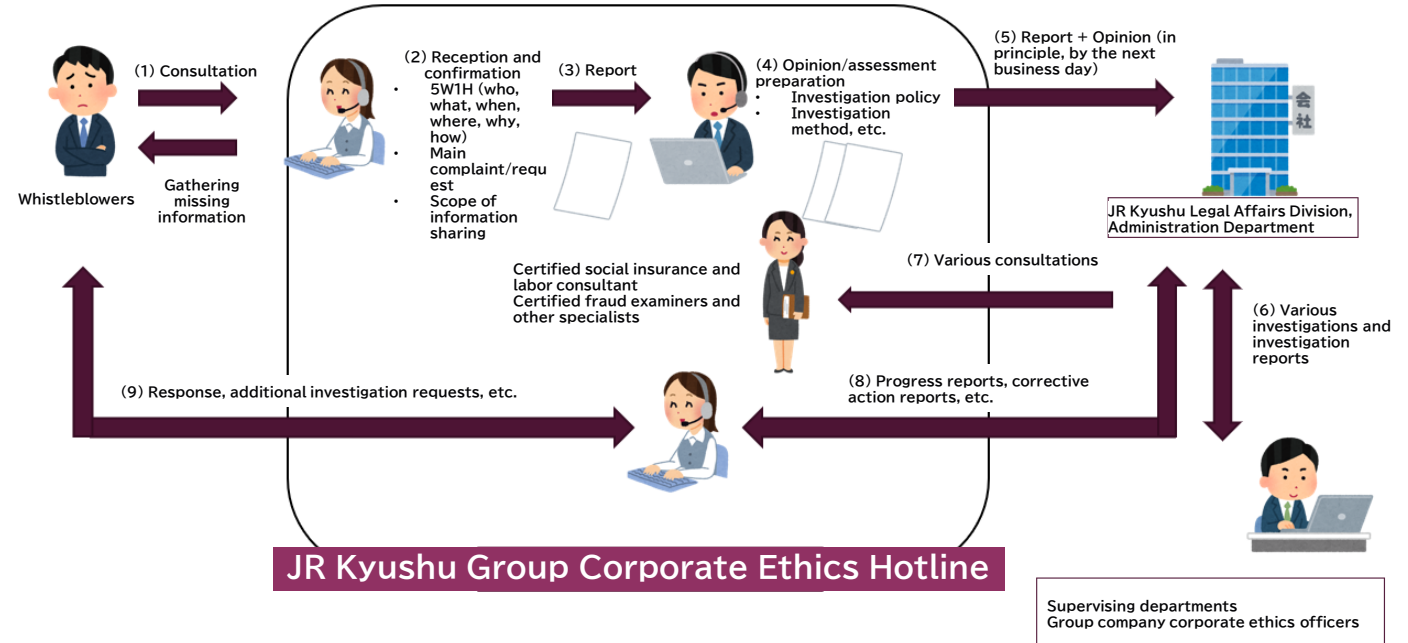 (1) Consultation
Gathering
missing
information
Whistleblowers
(2) Reception and
confirmation
• 5W1H (who,
what, when,
where, why,
how)
• Main
complaint/requ
est
• Scope of
information
sharing
(3) Report
(4) Opinion/assessment
preparation
• Investigation policy
• Investigation
method, etc.
(5) Report + Opinion (in
principle, by the next
business day)
会
社
JR Kyushu Legal Affairs Division,
Administration Department
Certified social insurance and
labor consultant
Certified fraud examiners and
other specialists
(7) Various consultations
(6) Various
investigations and
investigation
reports
(8) Progress reports, corrective
action reports, etc.
(9) Response, additional investigation requests, etc.
JR Kyushu Group Corporate Ethics Hotline
Supervising departments
Group company corporate ethics officers